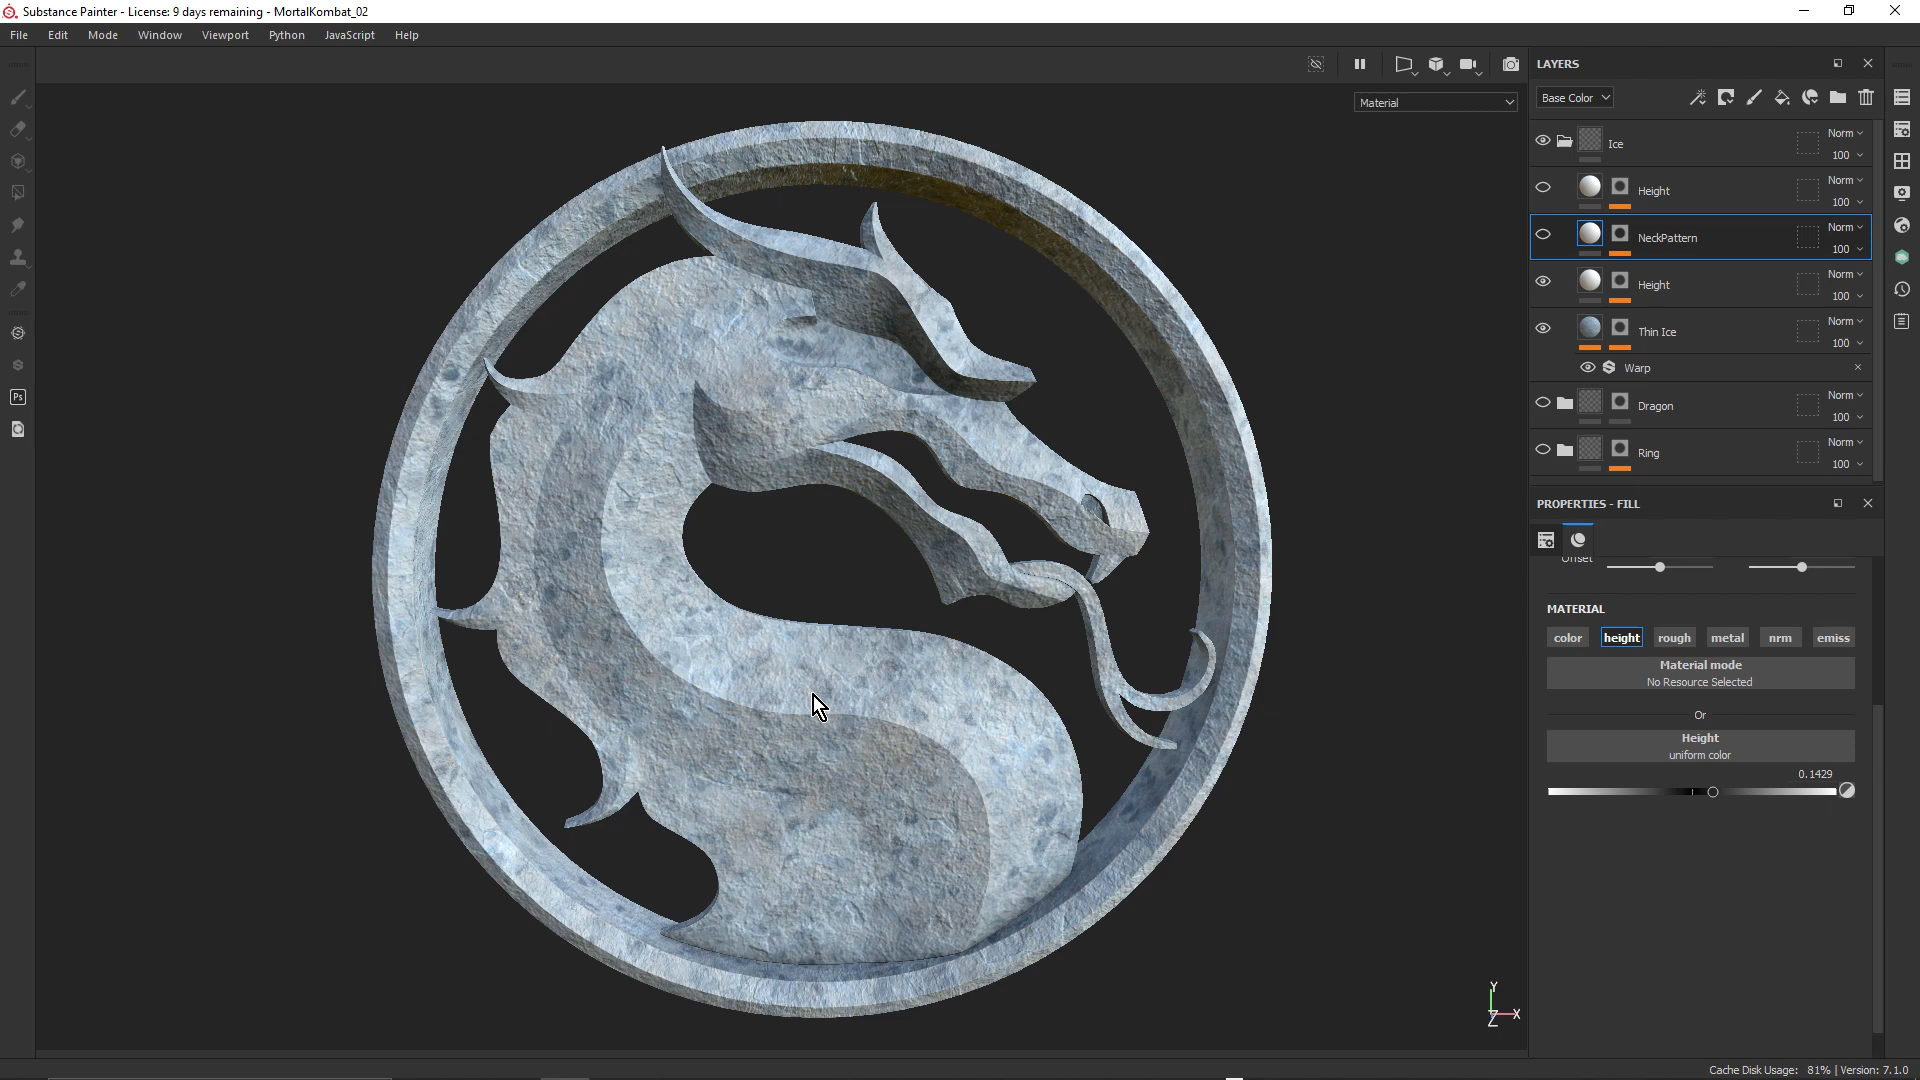 Substance Painter - License: 9 days remaining - MortalKombat_02
File Edit Mode Window Viewport Python JavaScript Help
Material
LAYERS
Base Color
Ice Norm 100
Height Norm 100
NeckPattern Norm 100
Height Norm 100
Thin Ice Norm 100
Warp
Dragon Norm 100
Ring Norm 100
PROPERTIES - FILL
Offset
MATERIAL
color height rough metal nrm emiss
Material mode
No Resource Selected
Or
Height
uniform color
0.1429
Ps
Y
X
Z
Cache Disk Usage: 81% | Version: 7.1.0